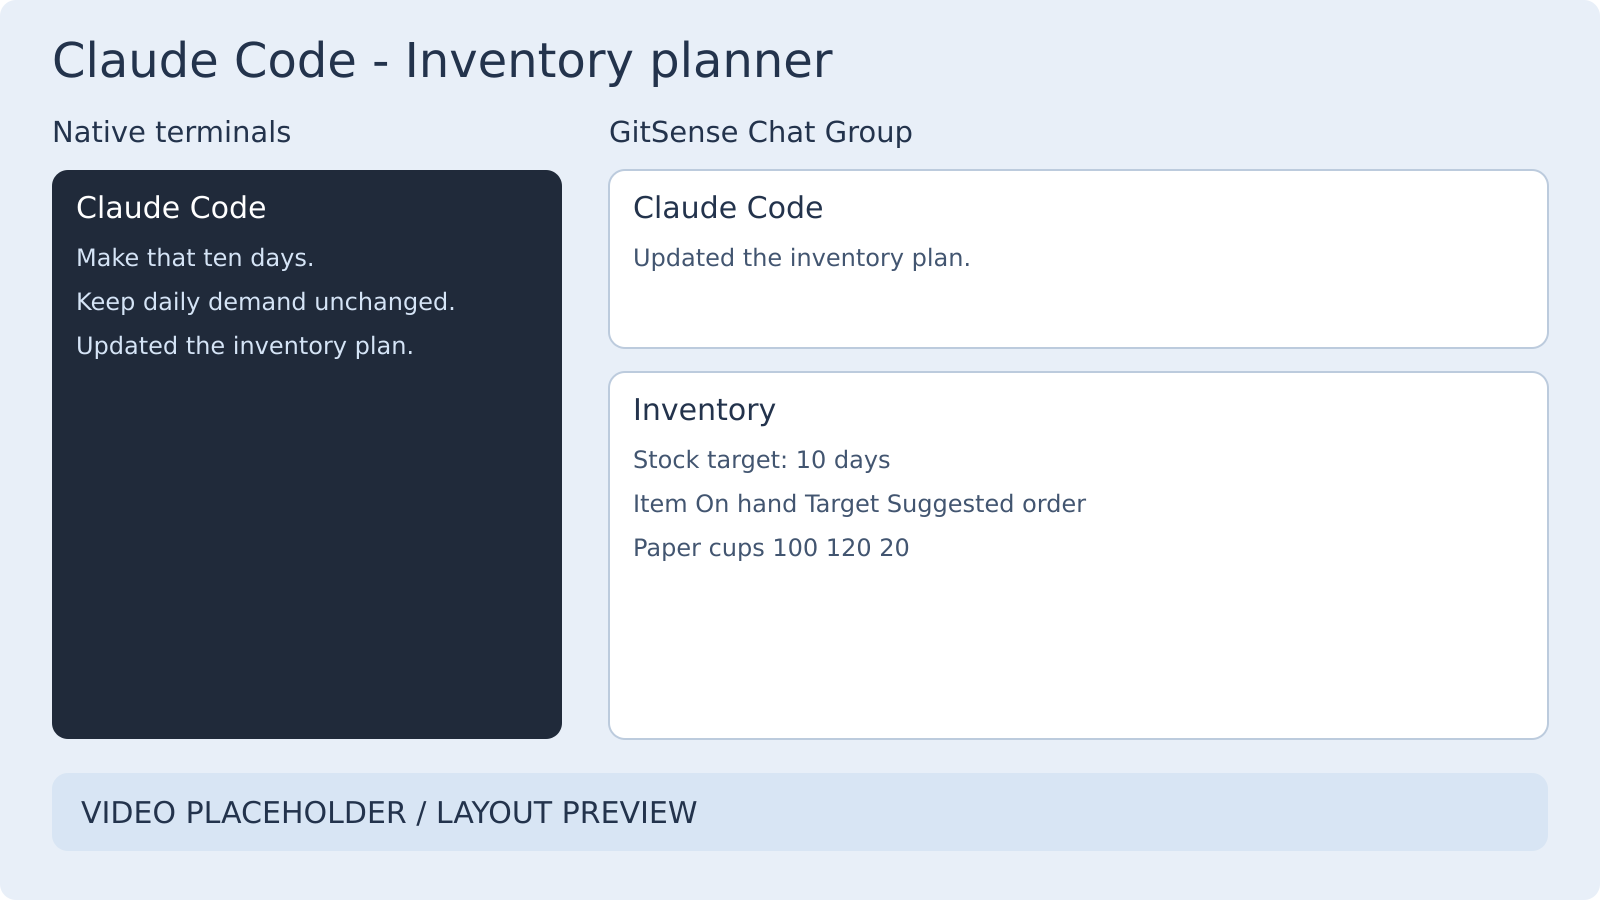 Claude Code - Inventory planner
Native terminals
Claude Code
Make that ten days.
Keep daily demand unchanged.
Updated the inventory plan.
GitSense Chat Group
Claude Code
Updated the inventory plan.
Inventory
Stock target: 10 days
Item On hand Target Suggested order
Paper cups 100 120 20
VIDEO PLACEHOLDER / LAYOUT PREVIEW